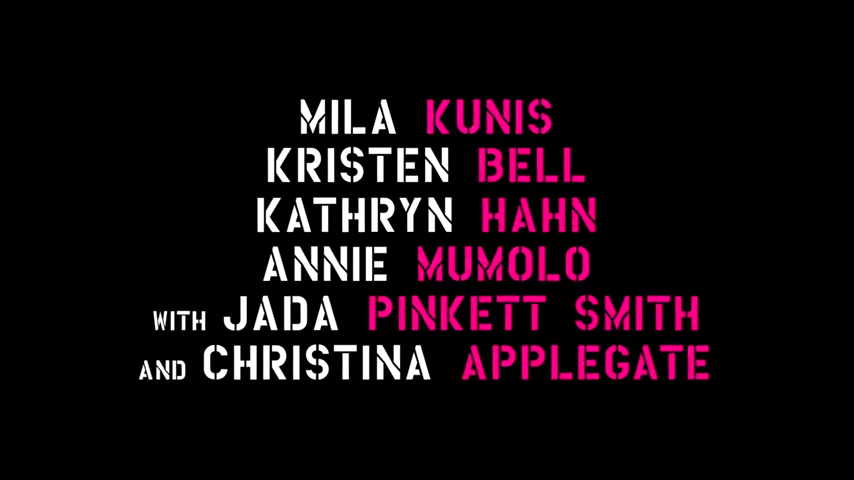 MILA KUNIS
KRISTEN BELL
KATHRYN HAHN
ANNIE MUMOLO
WITH JADA PINKETT SMITH
AND CHRISTINA APPLEGATE